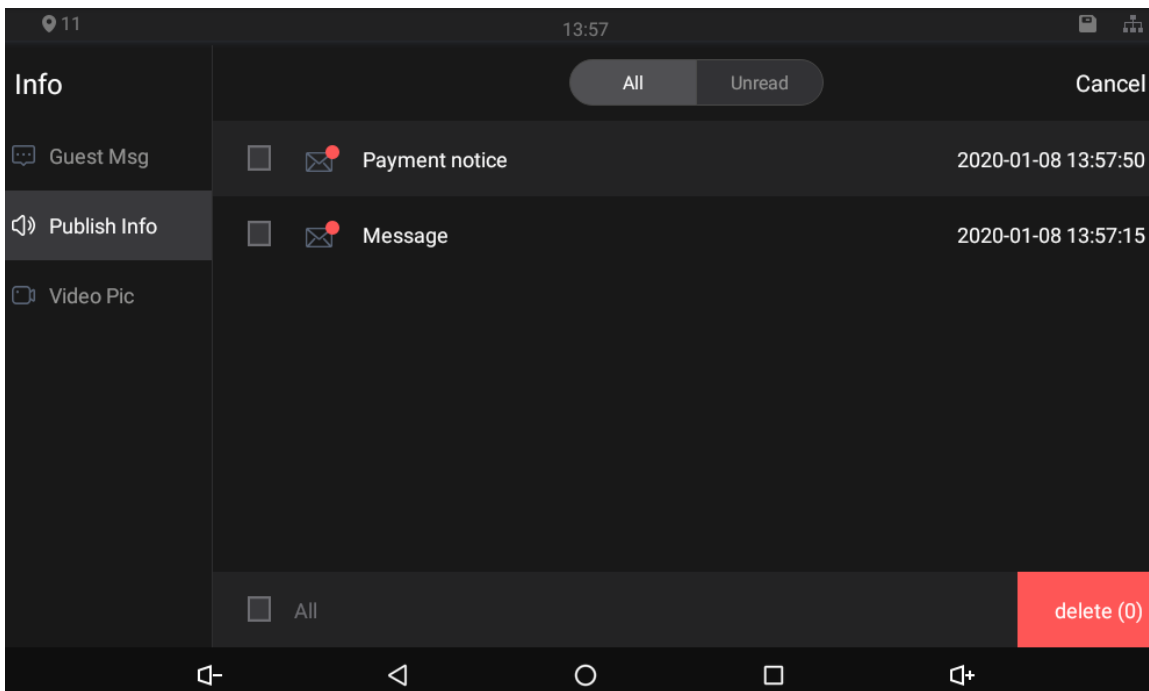 11
13:57
Info
All
Unread
Cancel
Guest Msg
Publish Info
Video Pic
Payment notice
2020-01-08 13:57:50
Message
2020-01-08 13:57:15
All
delete (0)